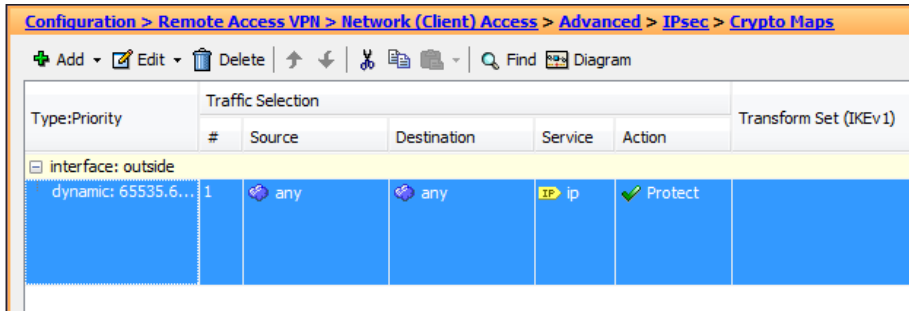 Configuration > Remote Access VPN > Network (Client) Access > Advanced > IPsec > Crypto Maps
Add Edit Delete Find Diagram
Type:Priority Traffic Selection Transform Set (IKEv1)
# Source Destination Service Action
interface: outside
dynamic: 65535.6... 1 any any IP ip Protect